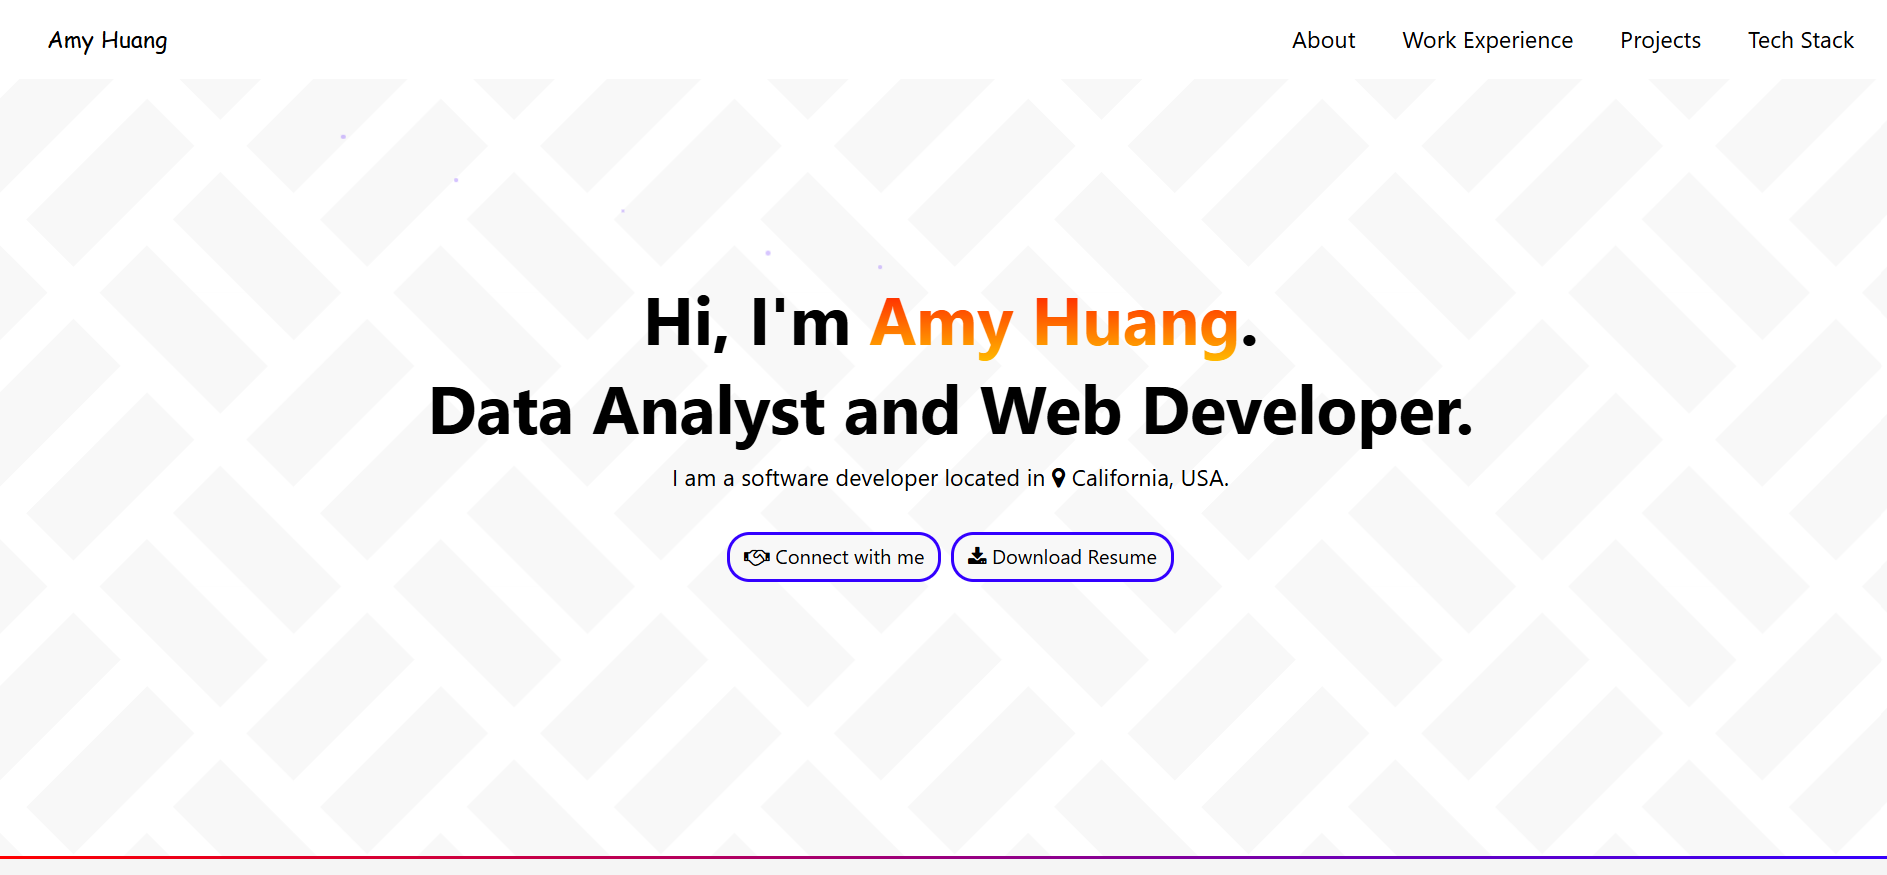 Amy Huang
About Work Experience Projects Tech Stack
Hi, I'm Amy Huang.
Data Analyst and Web Developer.
I am a software developer located in California, USA.
Connect with me Download Resume